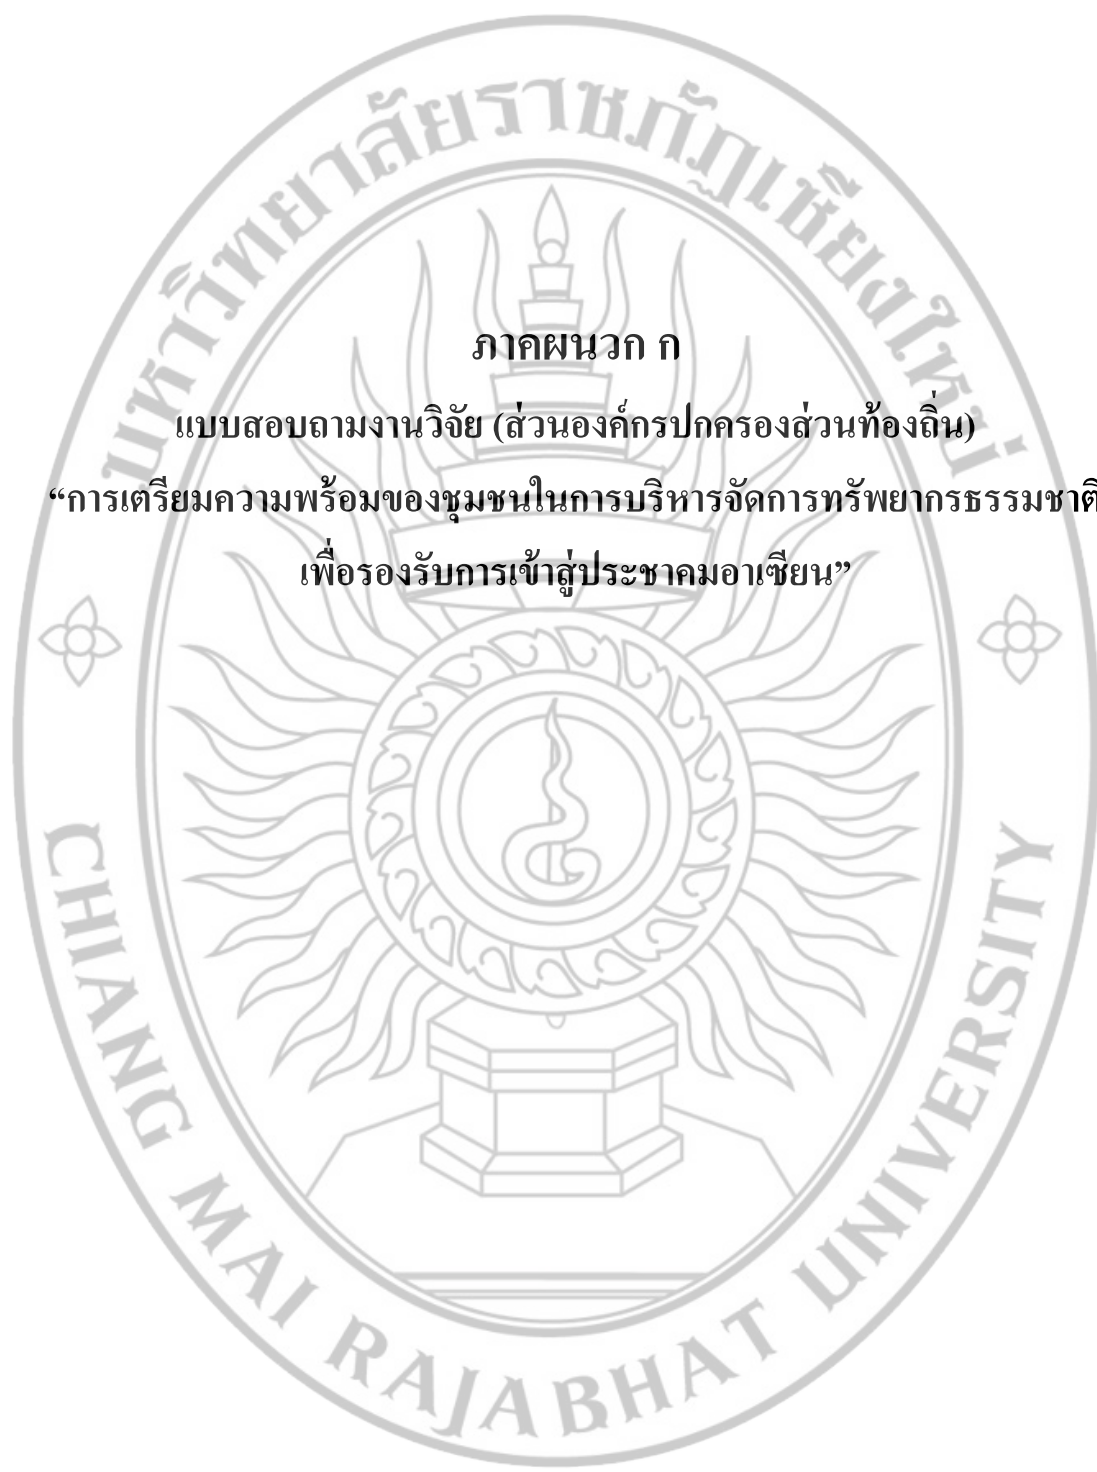 มหาวิทยาลัยราชภัฏเชียงใหม่
ภาคผนวก ก
แบบสอบถามงานวิจัย (ส่วนองค์กรปกครองส่วนท้องถิ่น)
“การเตรียมความพร้อมของชุมชนในการบริหารจัดการทรัพยากรธรรมชาติ
เพื่อรองรับการเข้าสู่ประชาคมอาเซียน”
CHIANG MAI RAJABHAT UNIVERSITY